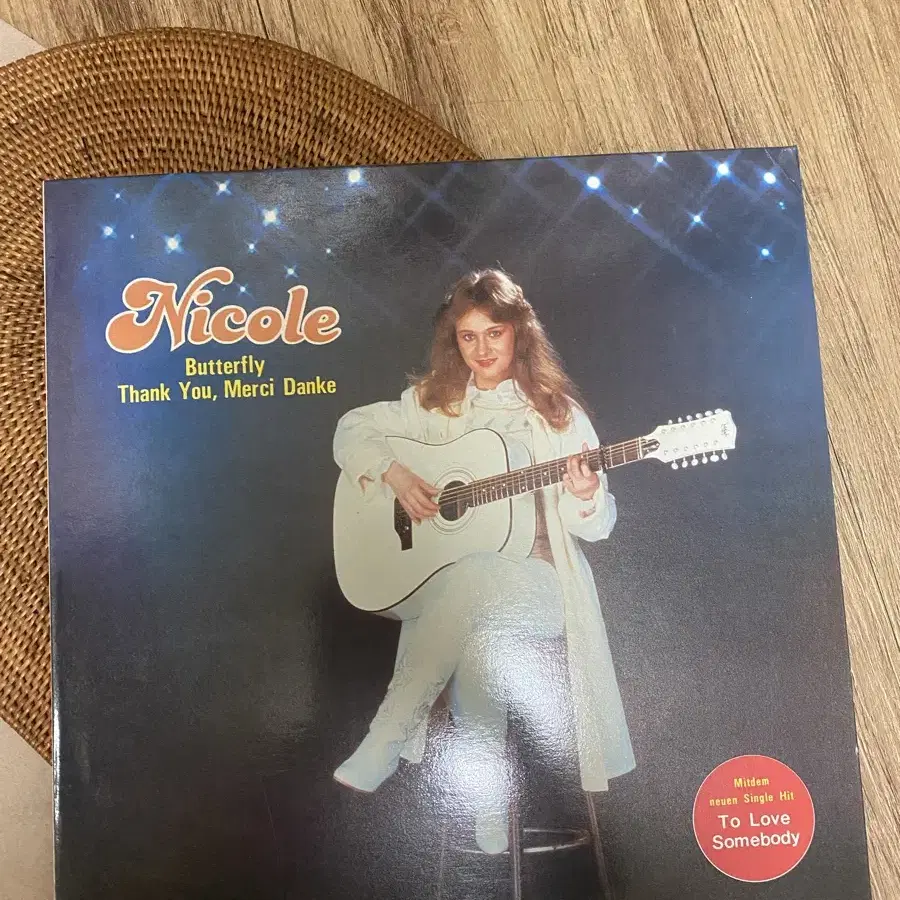 Nicole
Butterfly
Thank You, Merci Danke
Mitdem
neuen Single Hit
To Love
Somebody